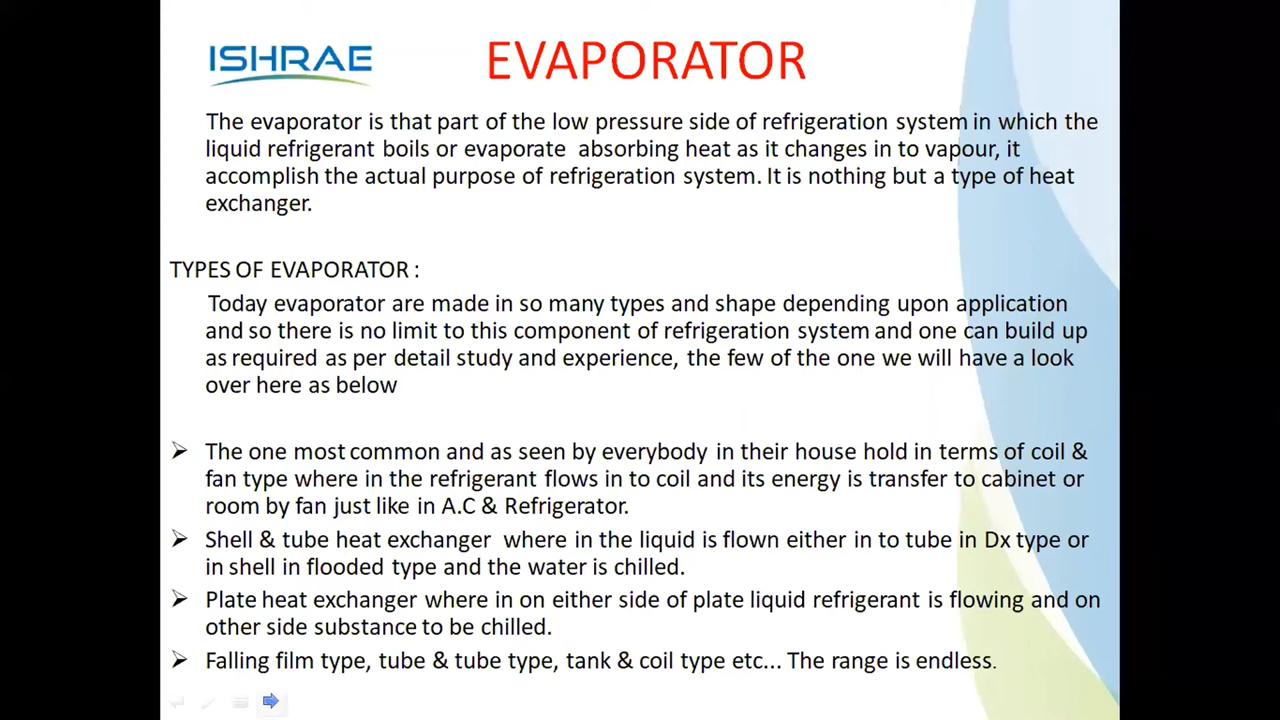 ISHRAE
EVAPORATOR
The evaporator is that part of the low pressure side of refrigeration system in which the
liquid refrigerant boils or evaporate absorbing heat as it changes in to vapour, it
accomplish the actual purpose of refrigeration system. It is nothing but a type of heat
exchanger.
TYPES OF EVAPORATOR :
Today evaporator are made in so many types and shape depending upon application
and so there is no limit to this component of refrigeration system and one can build up
as required as per detail study and experience, the few of the one we will have a look
over here as below
➢ The one most common and as seen by everybody in their house hold in terms of coil &
fan type where in the refrigerant flows in to coil and its energy is transfer to cabinet or
room by fan just like in A.C & Refrigerator.
➢ Shell & tube heat exchanger where in the liquid is flown either in to tube in Dx type or
in shell in flooded type and the water is chilled.
➢ Plate heat exchanger where in on either side of plate liquid refrigerant is flowing and on
other side substance to be chilled.
➢ Falling film type, tube & tube type, tank & coil type etc... The range is endless.